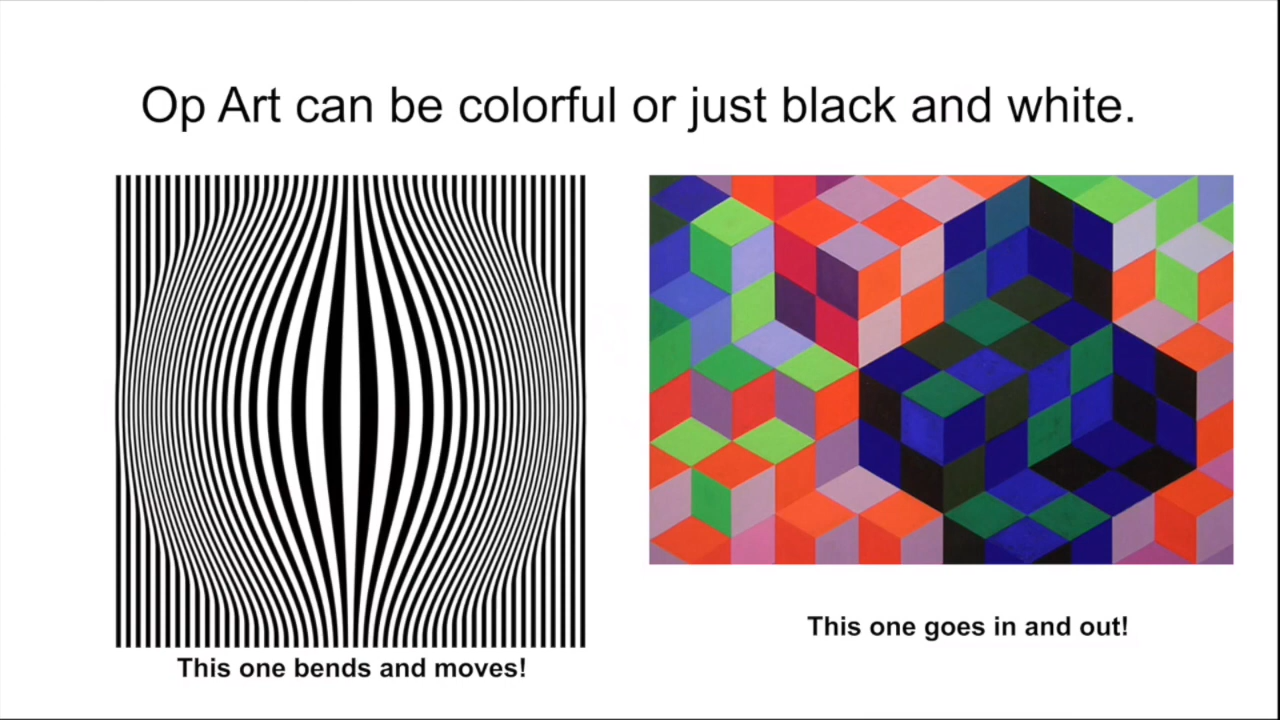 Op Art can be colorful or just black and white.
This one goes in and out!
This one bends and moves!